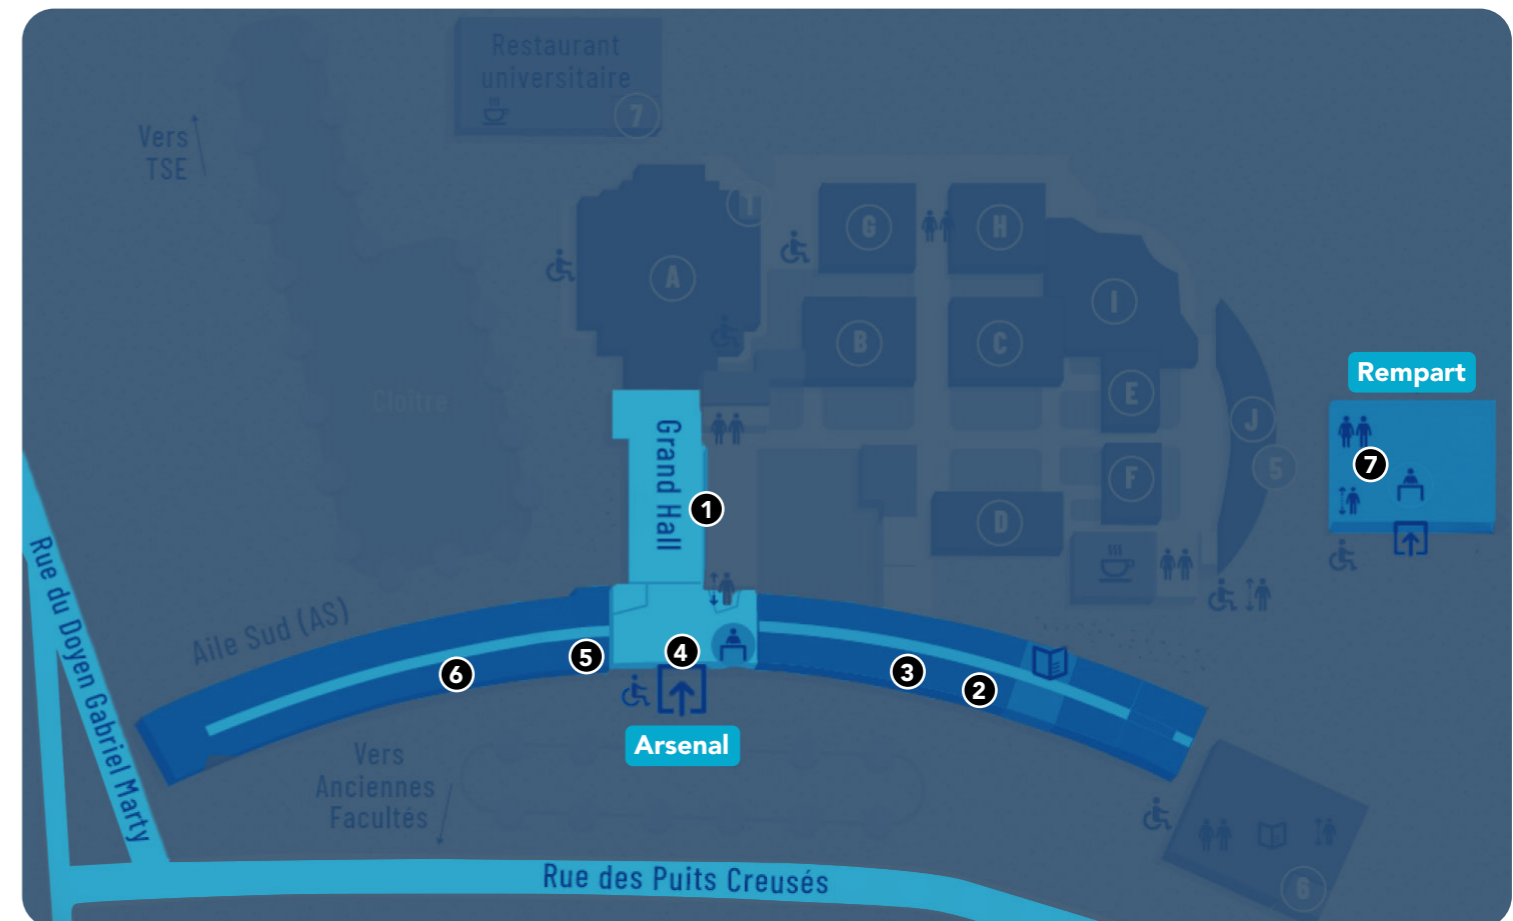 Restaurant
universitaire
7
Vers
TSE
T
G
H
A
I
B
C
Rempart
Cloître
E
J
Grand Hall
7
5
F
1
D
Rue du Doyen Gabriel Marty
Aile Sud (AS)
4
5
3
6
2
Arsenal
Vers
Anciennes
Facultés
Rue des Puits Creusés
6